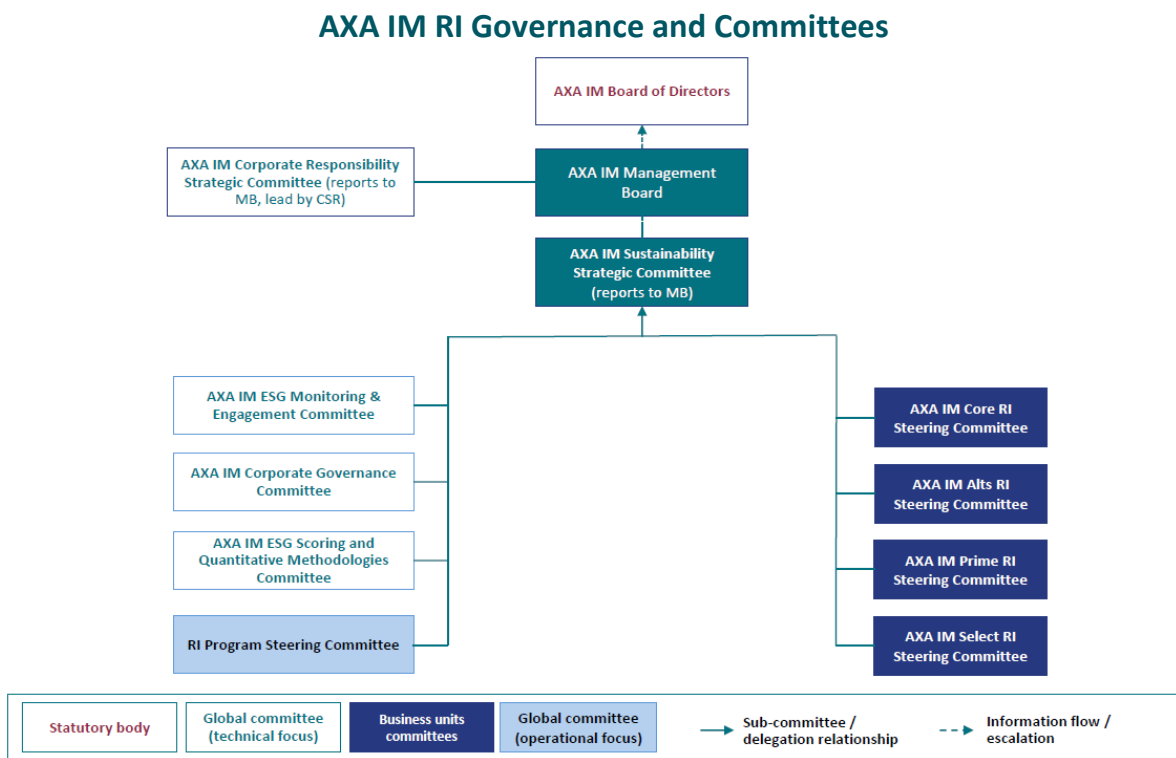 AXA IM RI Governance and Committees
AXA IM Board of Directors
AXA IM Corporate Responsibility
Strategic Committee (reports to
MB, lead by CSR)
AXA IM Management
Board
AXA IM Sustainability
Strategic Committee
(reports to MB)
AXA IM ESG Monitoring &
Engagement Committee
AXA IM Corporate Governance
Committee
AXA IM ESG Scoring and
Quantitative Methodologies
Committee
RI Program Steering Committee
AXA IM Core RI
Steering Committee
AXA IM Alts RI
Steering Committee
AXA IM Prime RI
Steering Committee
AXA IM Select RI
Steering Committee
Statutory body
Global committee
(technical focus)
Business units
committees
Global committee
(operational focus)
Sub-committee /
delegation relationship
Information flow /
escalation